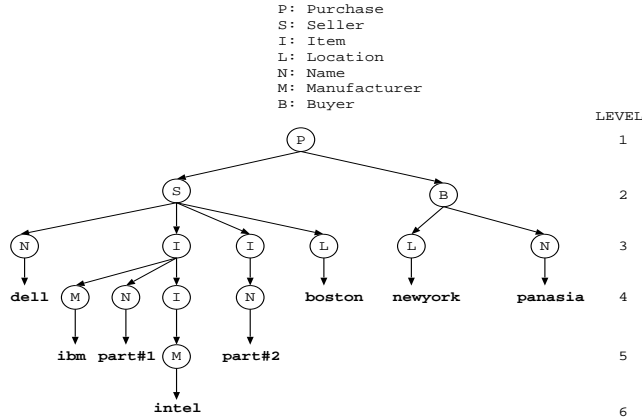 P: Purchase
S: Seller
I: Item
L: Location
N: Name
M: Manufacturer
B: Buyer
LEVEL
P 1
S B 2
N I I L L N 3
dell M N I N boston newyork panasia 4
ibm part#1 M part#2 5
intel 6